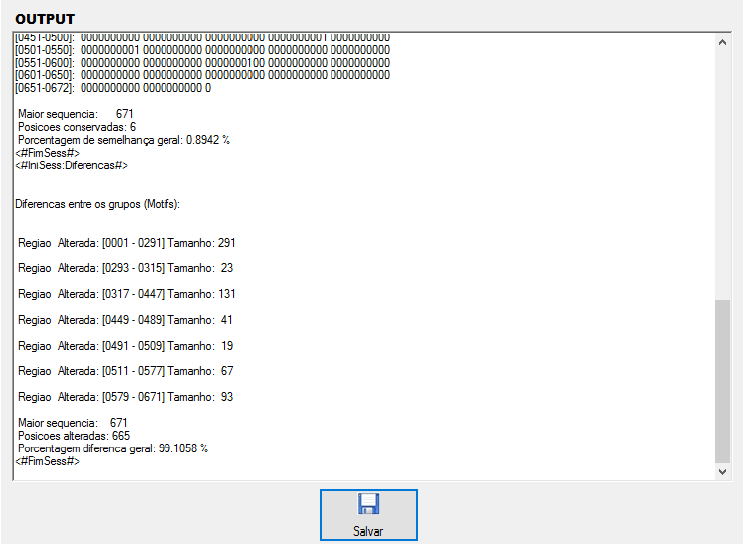 OUTPUT
[0451-0500]: 0000000000 0000000000 0000000000 0000000001 0000000000
[0501-0550]: 0000000001 0000000000 0000000000 0000000000 0000000000
[0551-0600]: 0000000000 0000000000 0000000100 0000000000 0000000000
[0601-0650]: 0000000000 0000000000 0000000000 0000000000 0000000000
[0651-0672]: 0000000000 0000000000 0
Maior sequencia: 671
Posicoes conservadas: 6
Porcentagem de semelhança geral: 0.8942 %
<#FimSess#>
<#IniSess:Diferencas#>
Diferencas entre os grupos (Motfs):
Regiao Alterada: [0001 - 0291] Tamanho: 291
Regiao Alterada: [0293 - 0315] Tamanho: 23
Regiao Alterada: [0317 - 0447] Tamanho: 131
Regiao Alterada: [0449 - 0489] Tamanho: 41
Regiao Alterada: [0491 - 0509] Tamanho: 19
Regiao Alterada: [0511 - 0577] Tamanho: 67
Regiao Alterada: [0579 - 0671] Tamanho: 93
Maior sequencia: 671
Posicoes alteradas: 665
Porcentagem diferenca geral: 99.1058 %
<#FimSess#>
Salvar